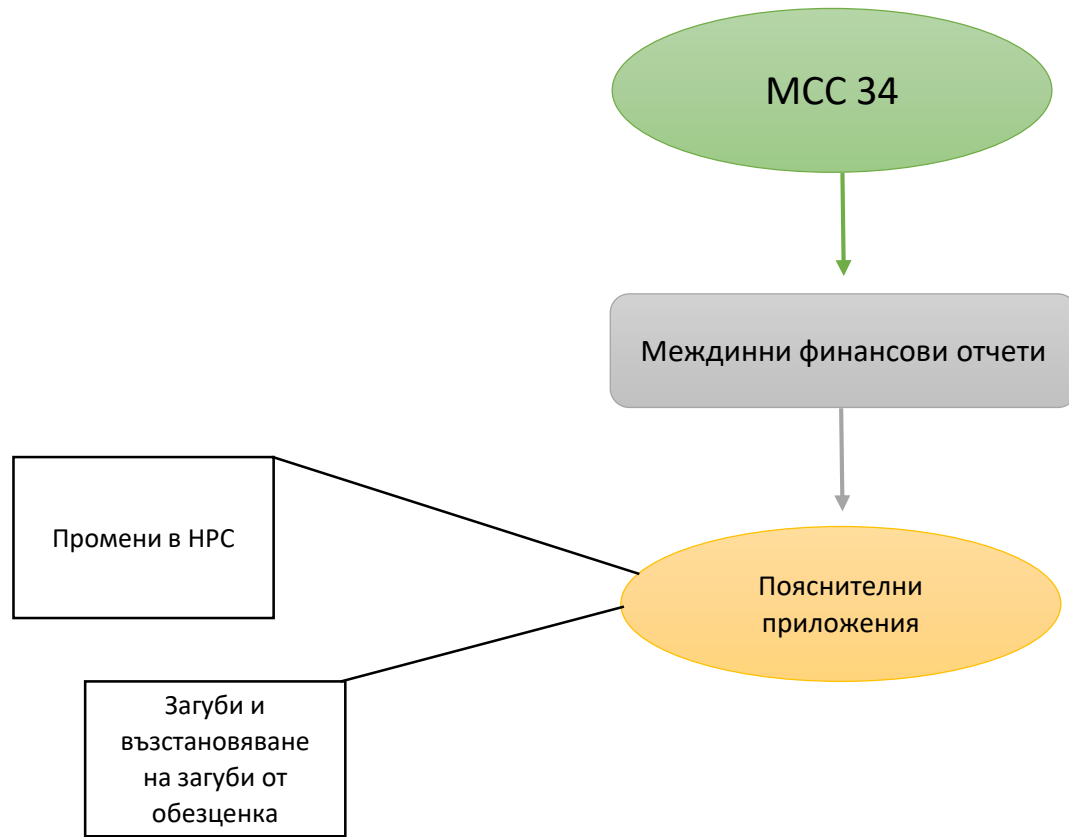 МСС 34
Междинни финансови отчети
Промени в НРС
Пояснителни
приложения
Загуби и
възстановяване
на загуби от
обезценка